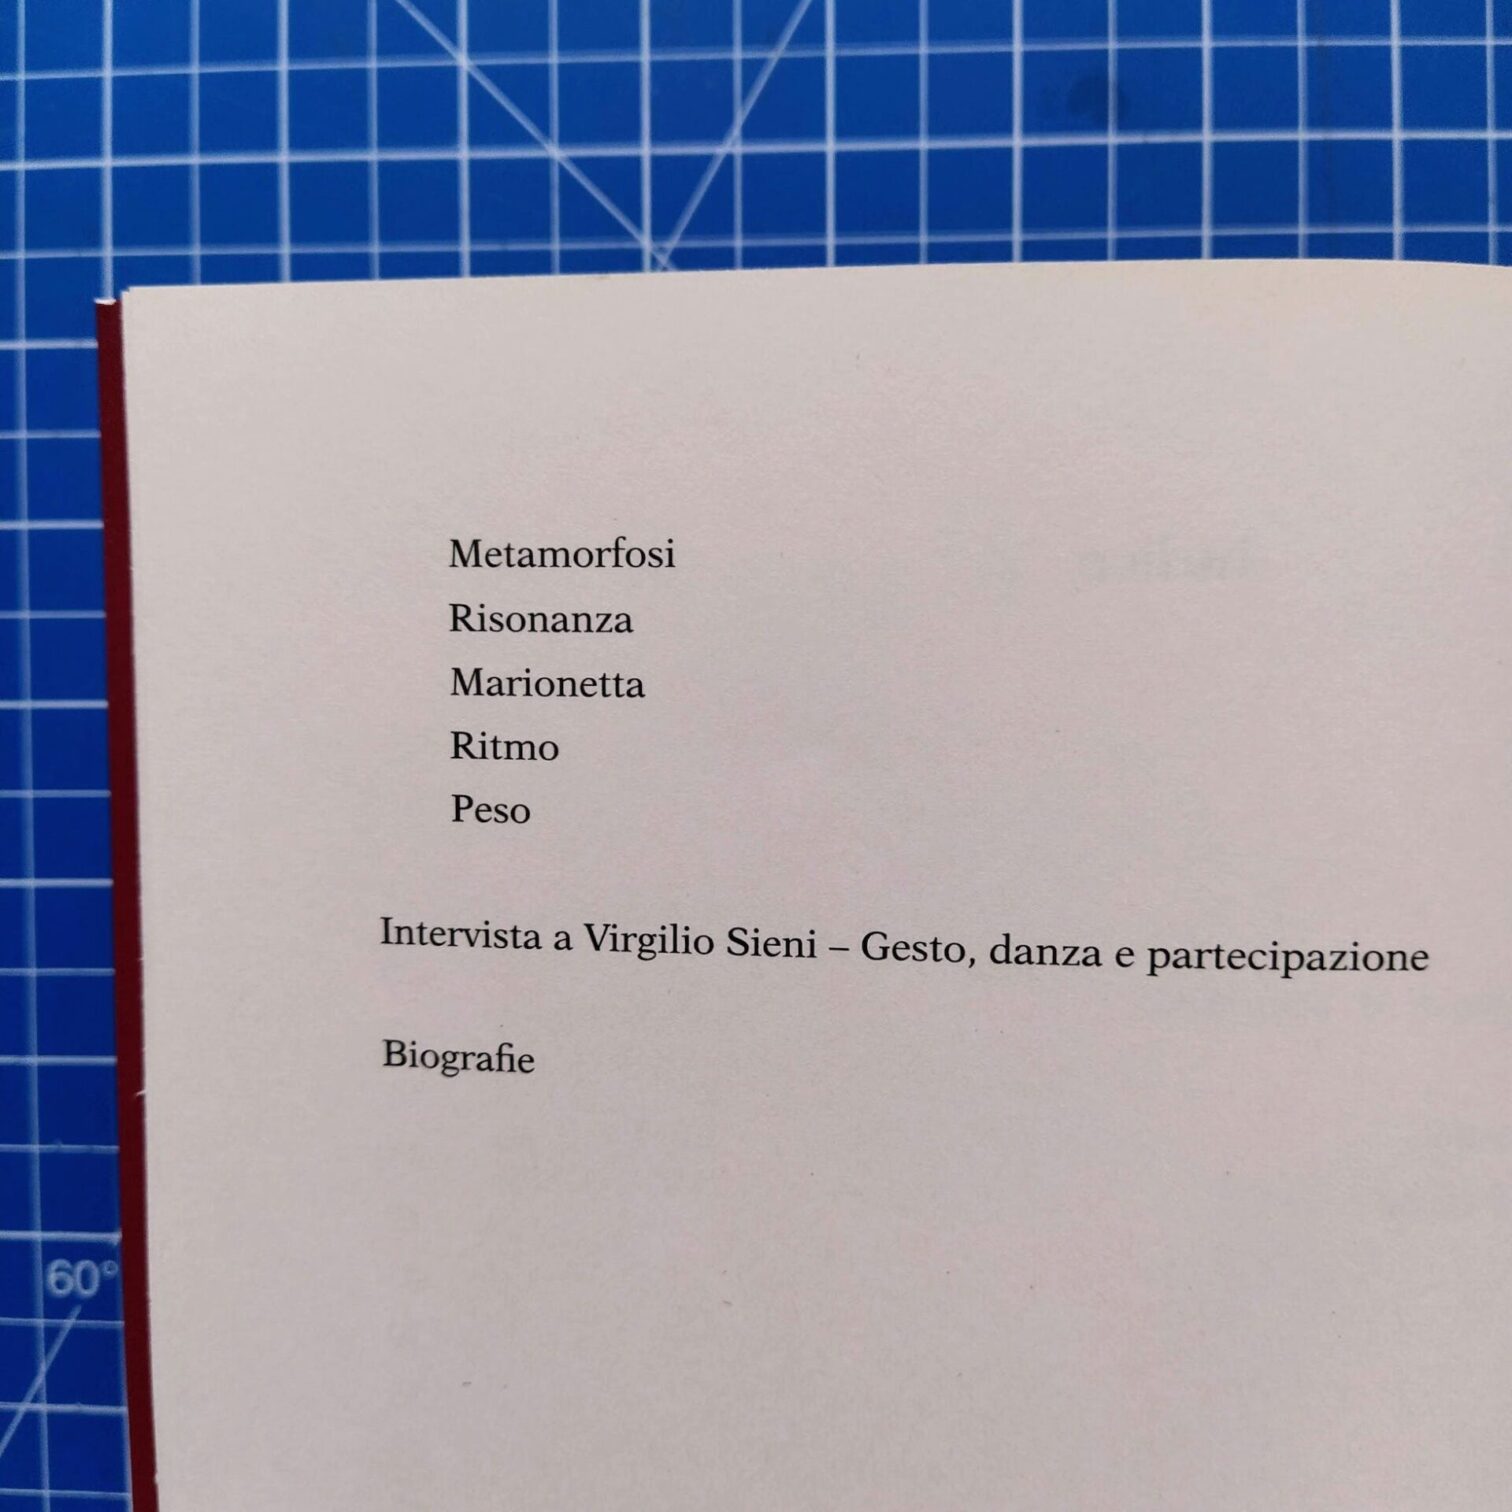 Metamorfosi
Risonanza
Marionetta
Ritmo
Peso
Intervista a Virgilio Sieni – Gesto, danza e partecipazione
Biografie
60°